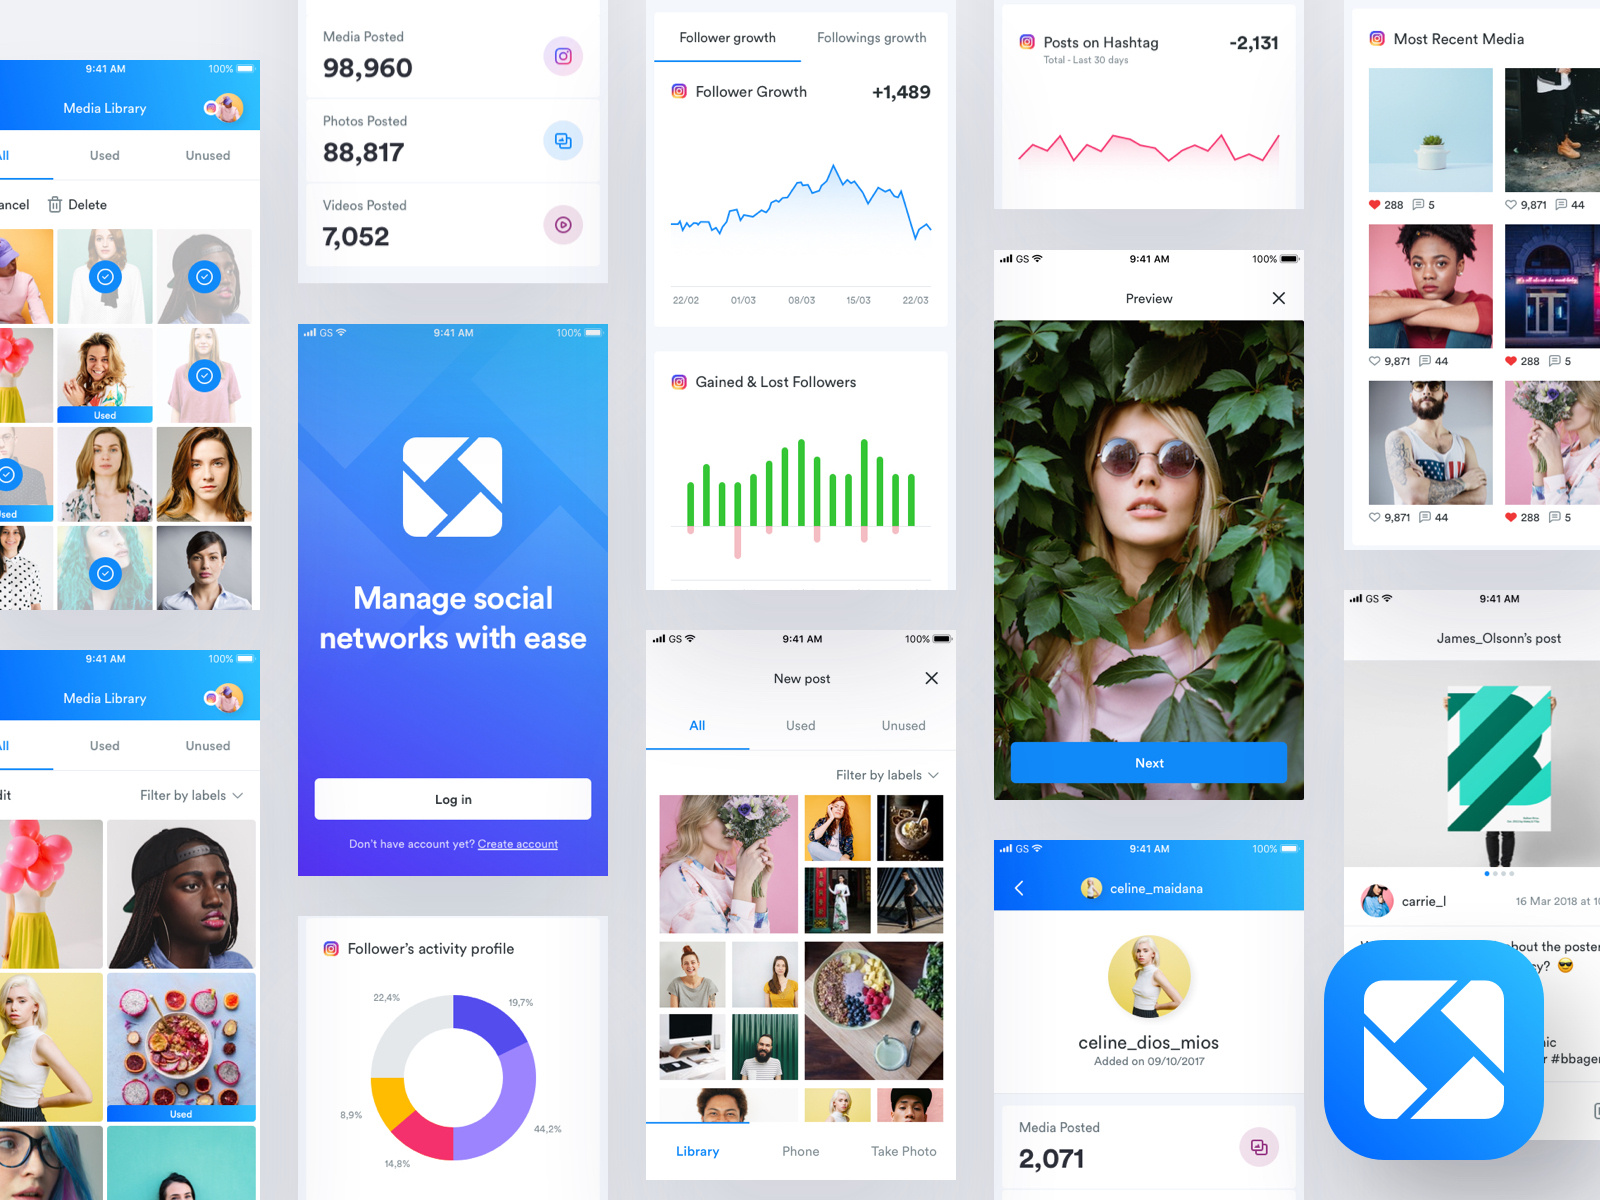 9:41 AM
100%
Media Library
All
Used
Unused
Cancel
Delete
Used
Used
9:41 AM
100%
Media Library
All
Used
Unused
Edit
Filter by labels
Used
Media Posted
98,960
Photos Posted
88,817
Videos Posted
7,052
GS
9:41 AM
100%
Manage social
networks with ease
Log in
Don't have account yet? Create account
Follower's activity profile
22,4%
19,7%
8,9%
44,2%
14,8%
Follower growth
Followings growth
Follower Growth
+1,489
22/02
01/03
08/03
15/03
22/03
Gained & Lost Followers
GS
9:41 AM
100%
New post
All
Used
Unused
Filter by labels
Library
Phone
Take Photo
Posts on Hashtag
-2,131
Total - Last 30 days
GS
9:41 AM
100%
Preview
Next
GS
9:41 AM
100%
celine_maidana
celine_dios_mios
Added on 09/10/2017
Media Posted
2,071
Most Recent Media
288
5
9,871
44
9,871
44
288
5
9,871
44
288
5
GS
9:41 AM
James_Olsonn's post
carrie_l
16 Mar 2018 at 10
bout the poster
sy? 😎
nic
r #bbager